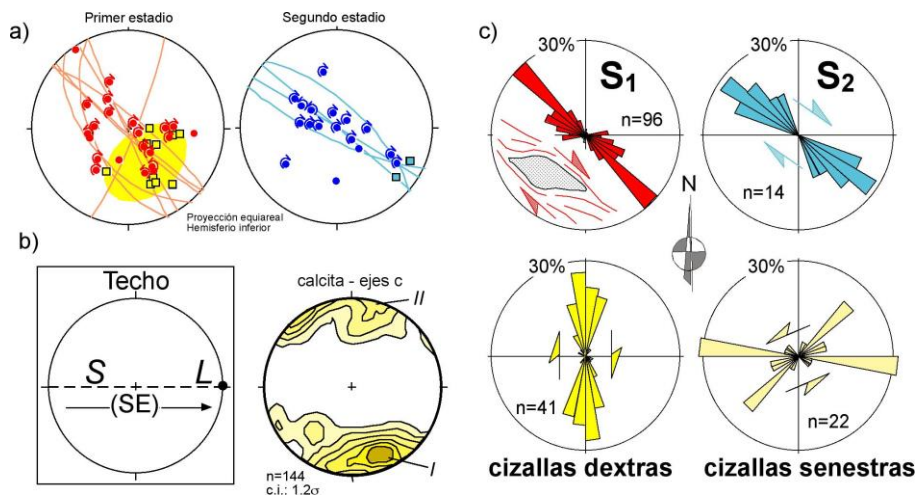 a)
Primer estadio
Segundo estadio
Proyección equiareal
Hemisferio inferior
b)
Techo
S
L
(SE)
calcita - ejes c
II
I
n=144
c.i.: 1.2σ
c)
30%
S1
n=96
30%
S2
n=14
N
30%
n=41
cizallas dextras
30%
n=22
cizallas senestras